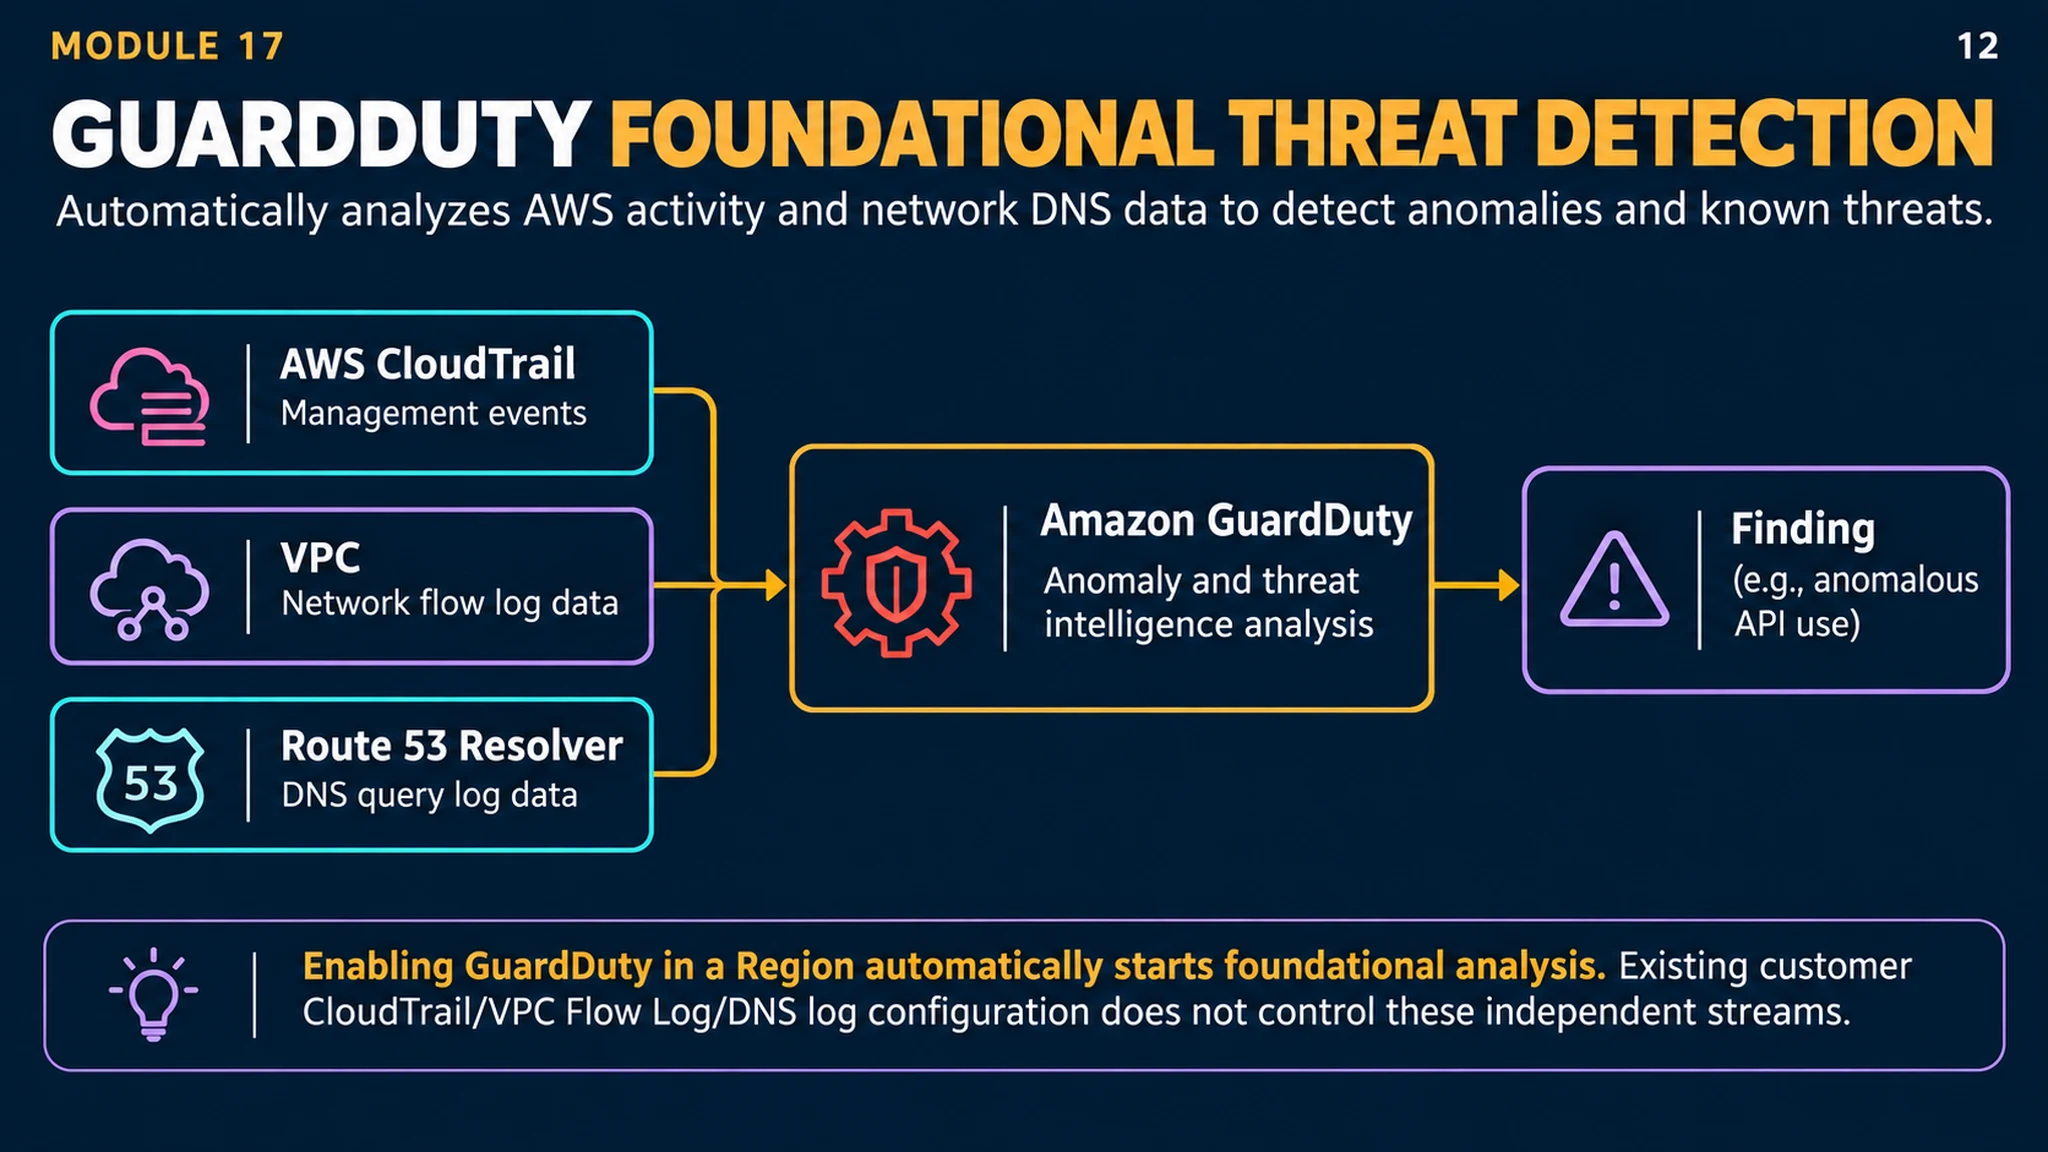 MODULE 17
12
GUARDDUTY FOUNDATIONAL THREAT DETECTION
Automatically analyzes AWS activity and network DNS data to detect anomalies and known threats.
AWS CloudTrail
Management events
VPC
Network flow log data
53
Route 53 Resolver
DNS query log data
Amazon GuardDuty
Anomaly and threat
intelligence analysis
Finding
(e.g., anomalous
API use)
Enabling GuardDuty in a Region automatically starts foundational analysis. Existing customer
CloudTrail/VPC Flow Log/DNS log configuration does not control these independent streams.